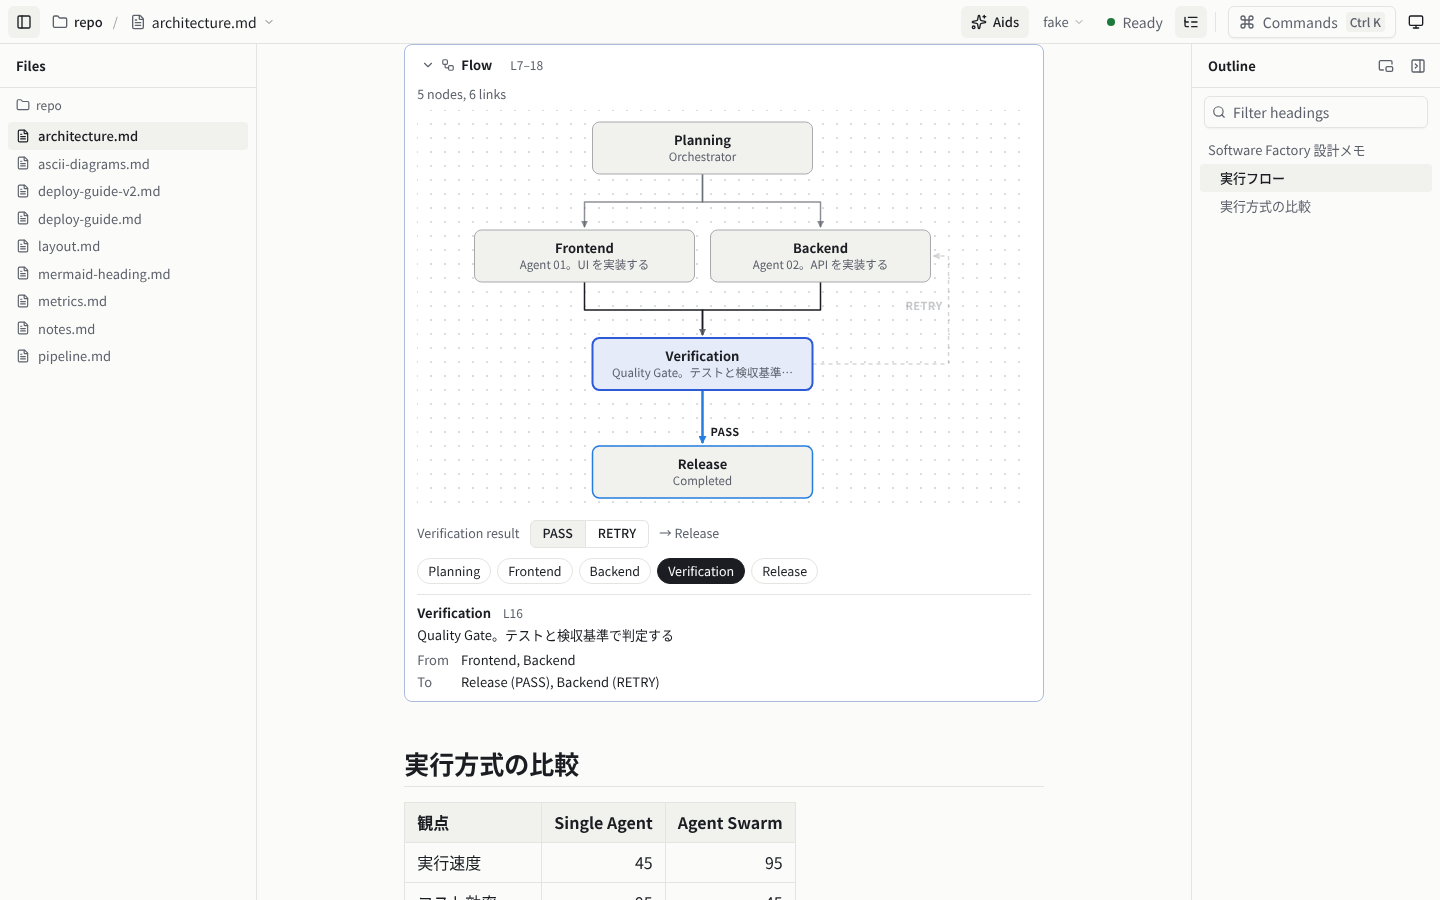 repo / architecture.md
Aids
fake
Ready
Commands Ctrl K
Files
repo
architecture.md
ascii-diagrams.md
deploy-guide-v2.md
deploy-guide.md
layout.md
mermaid-heading.md
metrics.md
notes.md
pipeline.md
Flow L7–18
5 nodes, 6 links
Planning
Orchestrator
Frontend
Agent 01。UI を実装する
Backend
Agent 02。API を実装する
RETRY
Verification
Quality Gate。テストと検収基準…
PASS
Release
Completed
Verification result PASS RETRY → Release
Planning Frontend Backend Verification Release
Verification L16
Quality Gate。テストと検収基準で判定する
From Frontend, Backend
To Release (PASS), Backend (RETRY)
実行方式の比較
観点 Single Agent Agent Swarm
実行速度 45 95
Outline
Filter headings
Software Factory 設計メモ
実行フロー
実行方式の比較